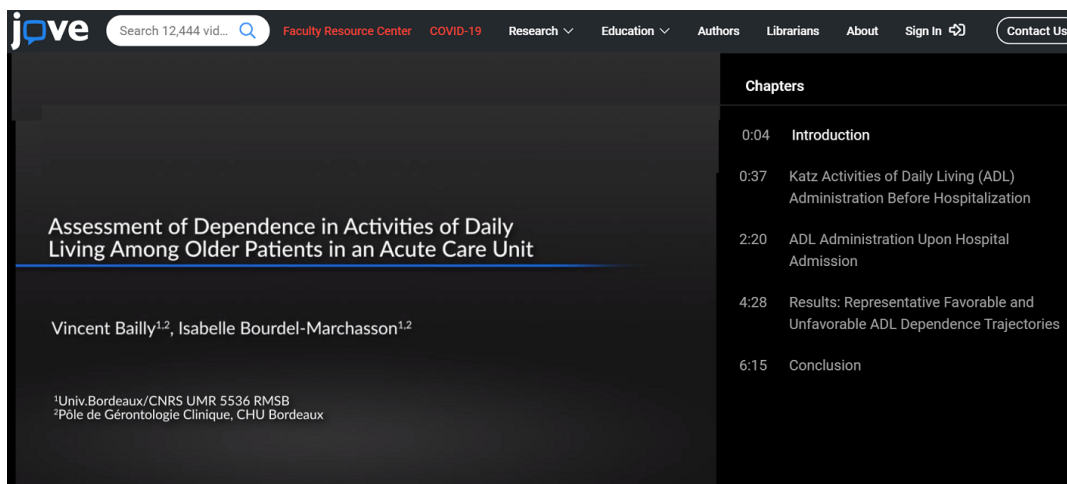 jove
Search 12,444 vid...
Faculty Resource Center
COVID-19
Research
Education
Authors
Librarians
About
Sign In
Contact Us
Assessment of Dependence in Activities of Daily
Living Among Older Patients in an Acute Care Unit
Vincent Bailly1,2, Isabelle Bourdel-Marchasson1,2
1Univ.Bordeaux/CNRS UMR 5536 RMSB
2Pôle de Gérontologie Clinique, CHU Bordeaux
Chapters
0:04 Introduction
0:37 Katz Activities of Daily Living (ADL)
Administration Before Hospitalization
2:20 ADL Administration Upon Hospital
Admission
4:28 Results: Representative Favorable and
Unfavorable ADL Dependence Trajectories
6:15 Conclusion